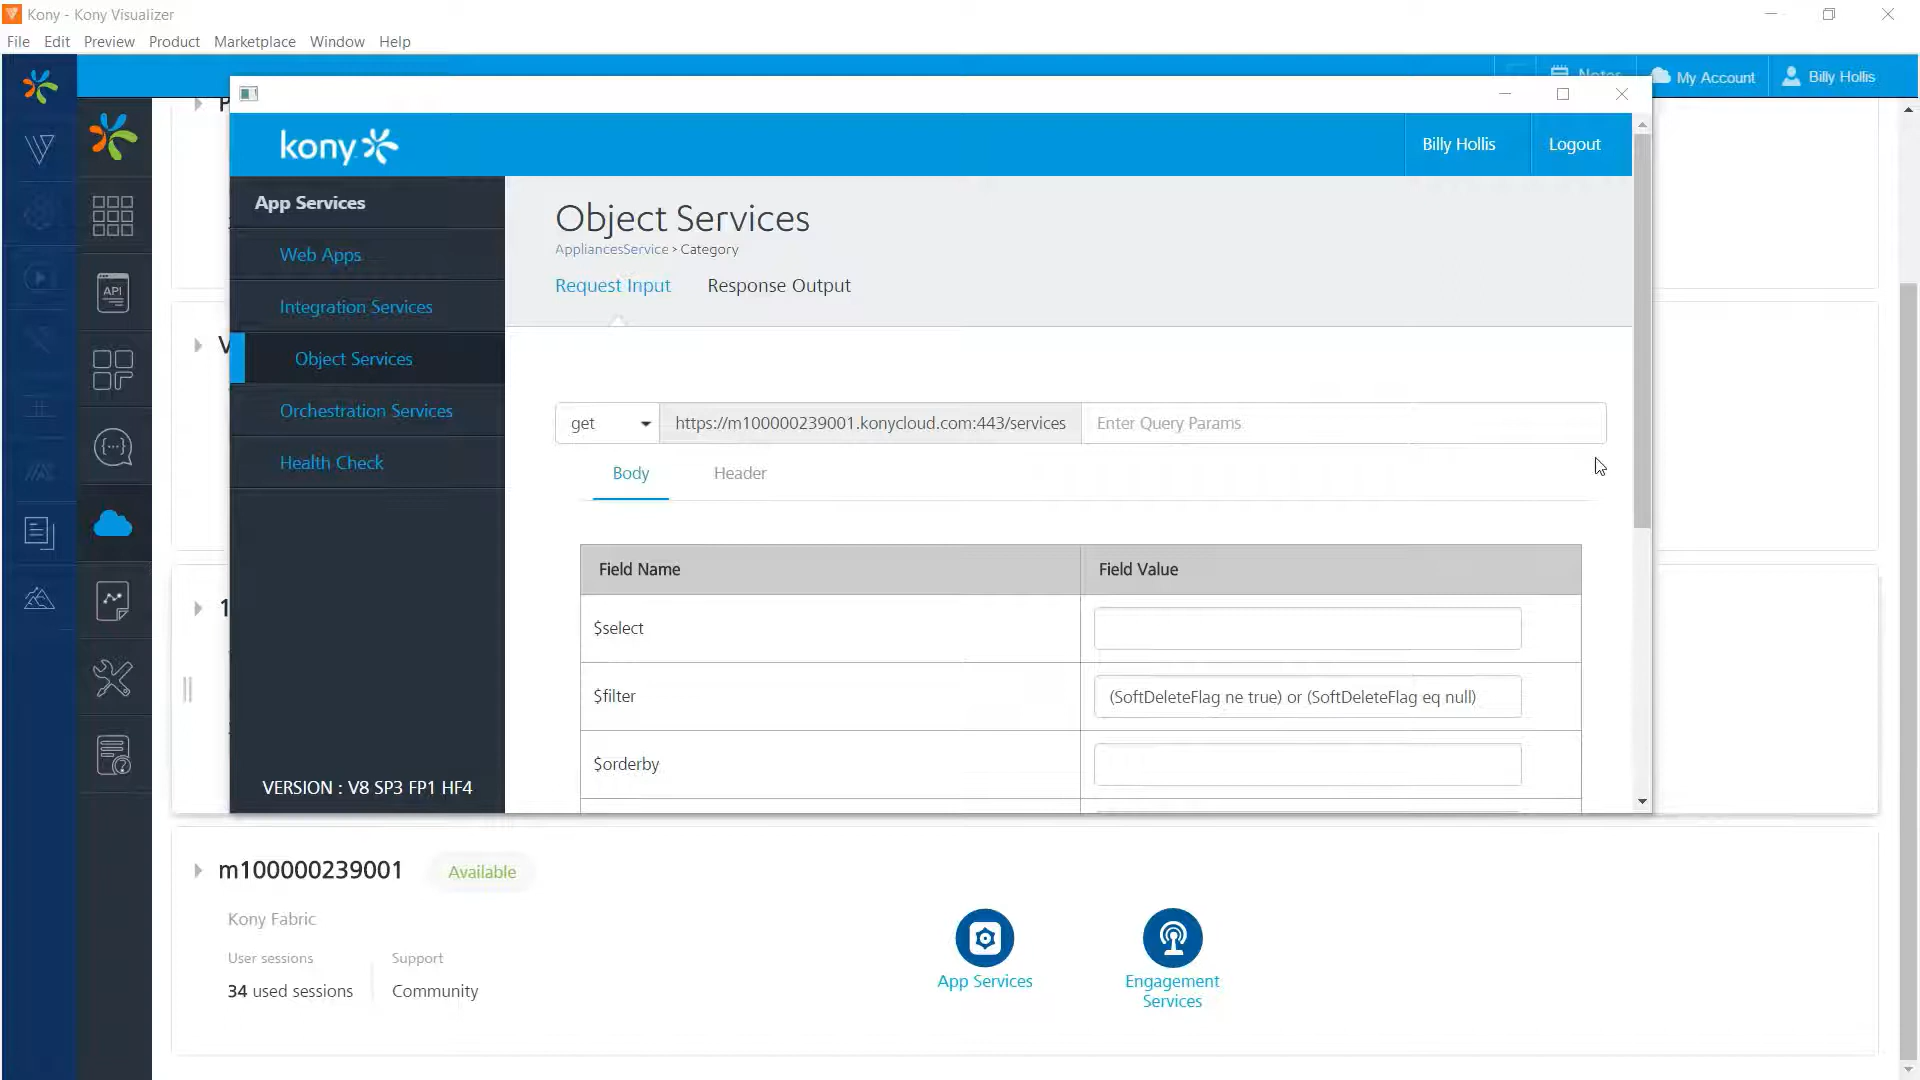 Kony - Kony Visualizer
File Edit Preview Product Marketplace Window Help
My Account
Billy Hollis
kony
Billy Hollis
Logout
App Services
Web Apps
Integration Services
Object Services
Orchestration Services
Health Check
VERSION : V8 SP3 FP1 HF4
Object Services
AppliancesService > Category
Request Input Response Output
get
https://m100000239001.konycloud.com:443/services
Enter Query Params
Body Header
Field Name Field Value
$select
$filter (SoftDeleteFlag ne true) or (SoftDeleteFlag eq null)
$orderby
API
m100000239001 Available
Kony Fabric
User sessions Support
34 used sessions Community
App Services
Engagement
Services